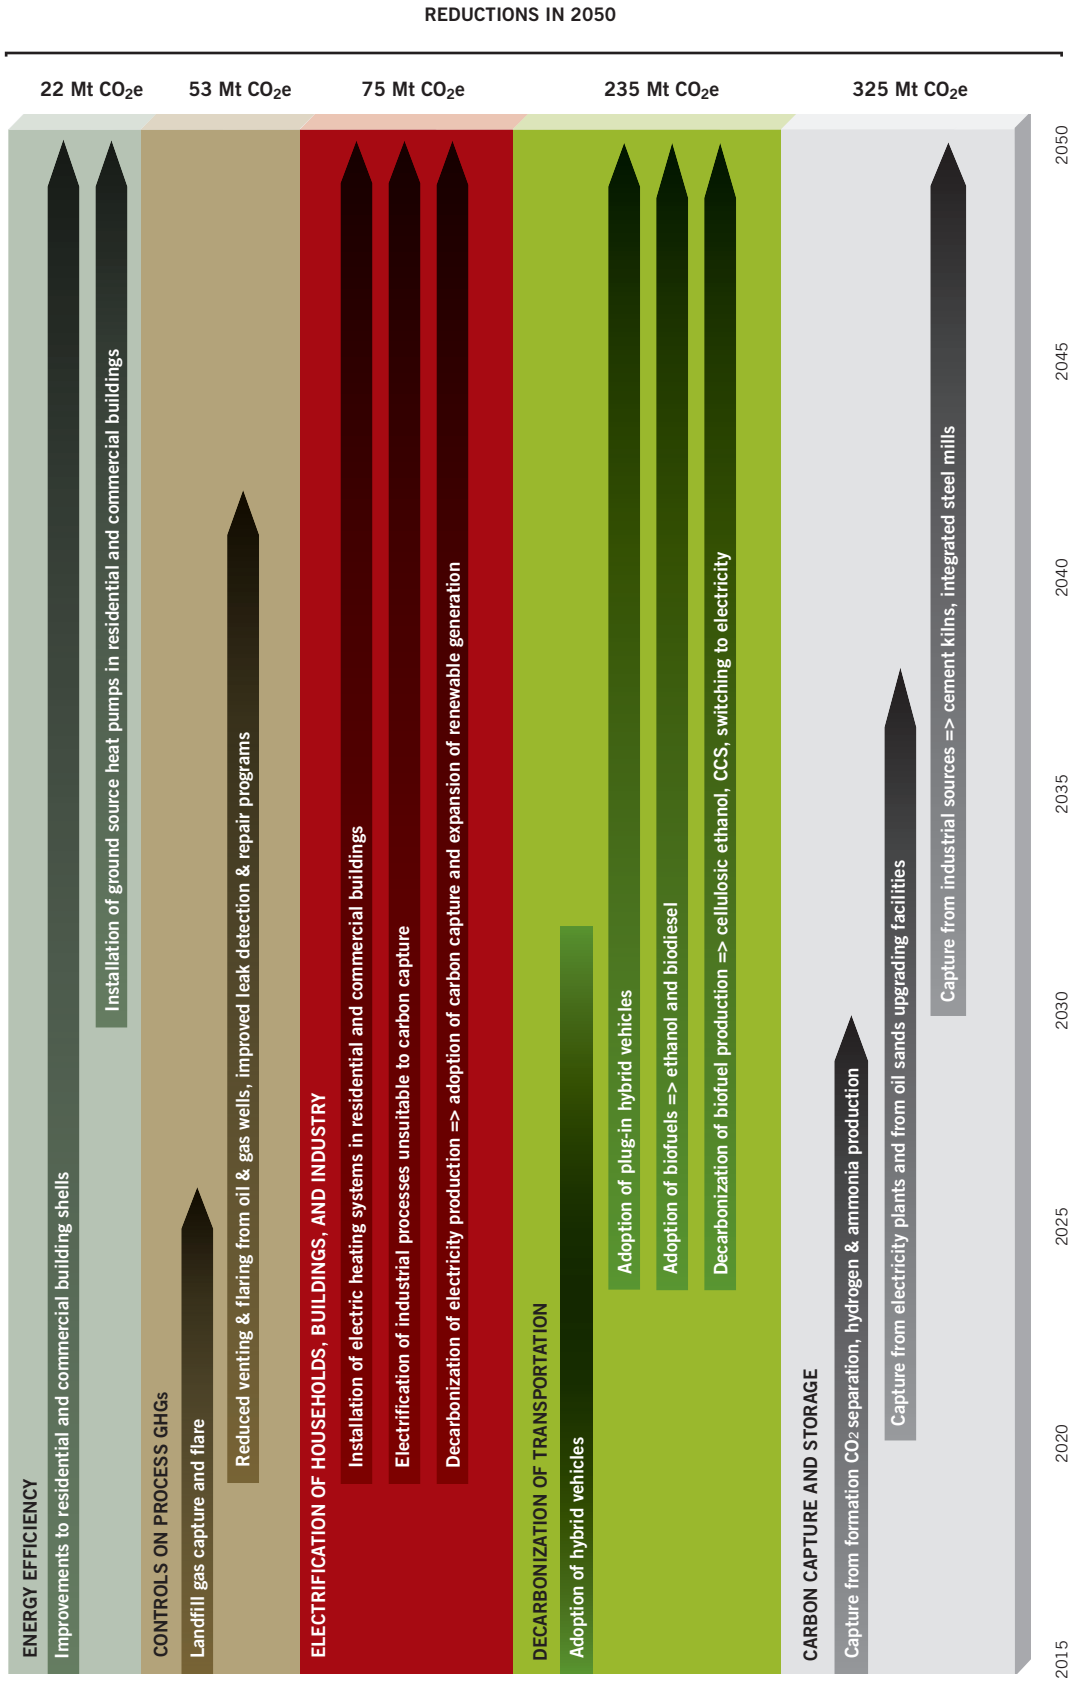 REDUCTIONS IN 2050
22 Mt CO₂e
53 Mt CO₂e
75 Mt CO₂e
235 Mt CO₂e
325 Mt CO₂e
ENERGY EFFICIENCY
Improvements to residential and commercial building shells
Installation of ground source heat pumps in residential and commercial buildings
CONTROLS ON PROCESS GHGs
Landfill gas capture and flare
Reduced venting & flaring from oil & gas wells, improved leak detection & repair programs
ELECTRIFICATION OF HOUSEHOLDS, BUILDINGS, AND INDUSTRY
Installation of electric heating systems in residential and commercial buildings
Electrification of industrial processes unsuitable to carbon capture
Decarbonization of electricity production => adoption of carbon capture and expansion of renewable generation
DECARBONIZATION OF TRANSPORTATION
Adoption of hybrid vehicles
Adoption of plug-in hybrid vehicles
Adoption of biofuels => ethanol and biodiesel
Decarbonization of biofuel production => cellulosic ethanol, CCS, switching to electricity
CARBON CAPTURE AND STORAGE
Capture from formation CO₂ separation, hydrogen & ammonia production
Capture from electricity plants and from oil sands upgrading facilities
Capture from industrial sources => cement kilns, integrated steel mills
2015
2020
2025
2030
2035
2040
2045
2050